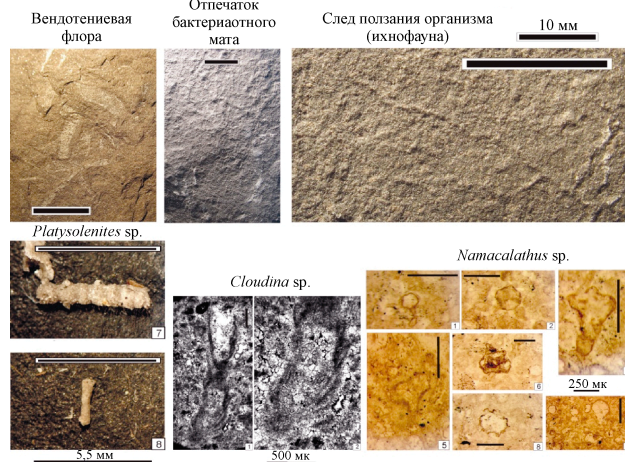 Вендотениевая
флора
Отпечаток
бактериаотного
мата
След ползания организма
(ихнофауна)
10 мм
Platysolenites sp.
7
8
5,5 мм
Cloudina sp.
1
2
500 мк
Namacalathus sp.
1
2
5
6
8
250 мк